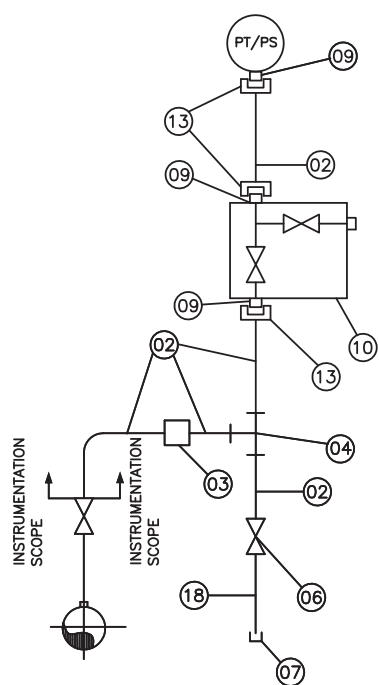 PT/PS
09
13
02
09
09
10
13
02
04
03
INSTRUMENTATION
SCOPE
INSTRUMENTATION
SCOPE
02
06
18
07